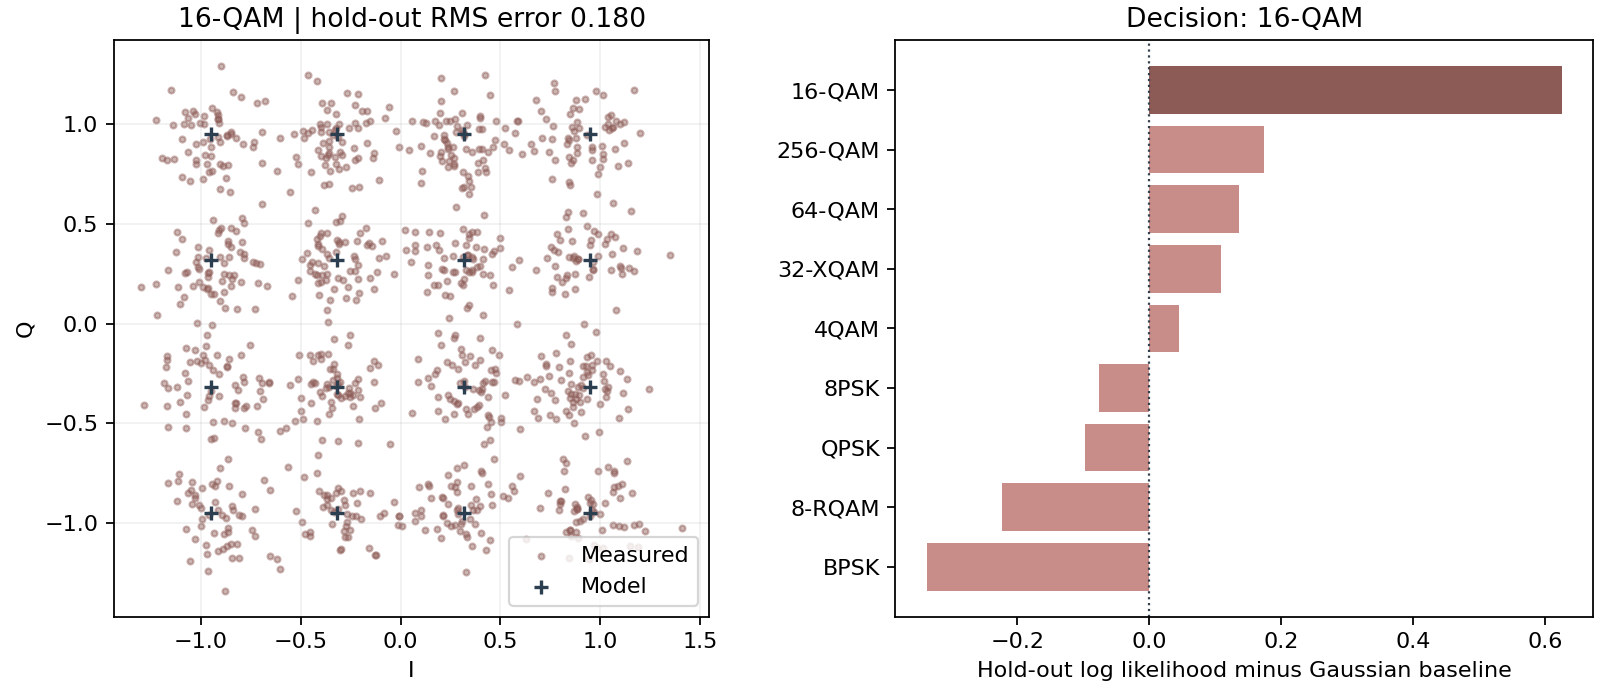 16-QAM | hold-out RMS error 0.180
1.0
0.5
0.0
−0.5
−1.0
Q
−1.0
−0.5
0.0
0.5
1.0
1.5
I
Measured
Model
Decision: 16-QAM
16-QAM
256-QAM
64-QAM
32-XQAM
4QAM
8PSK
QPSK
8-RQAM
BPSK
−0.2
0.0
0.2
0.4
0.6
Hold-out log likelihood minus Gaussian baseline